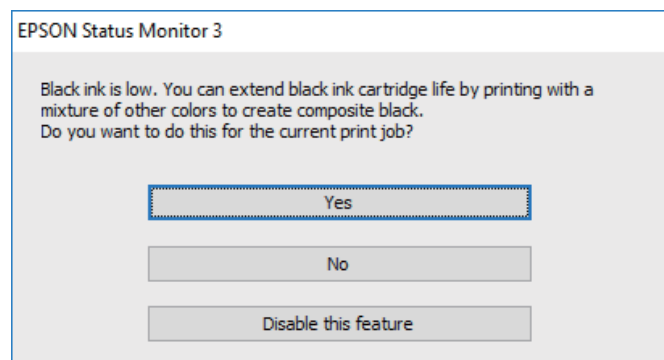 EPSON Status Monitor 3
Black ink is low. You can extend black ink cartridge life by printing with a
mixture of other colors to create composite black.
Do you want to do this for the current print job?
Yes
No
Disable this feature